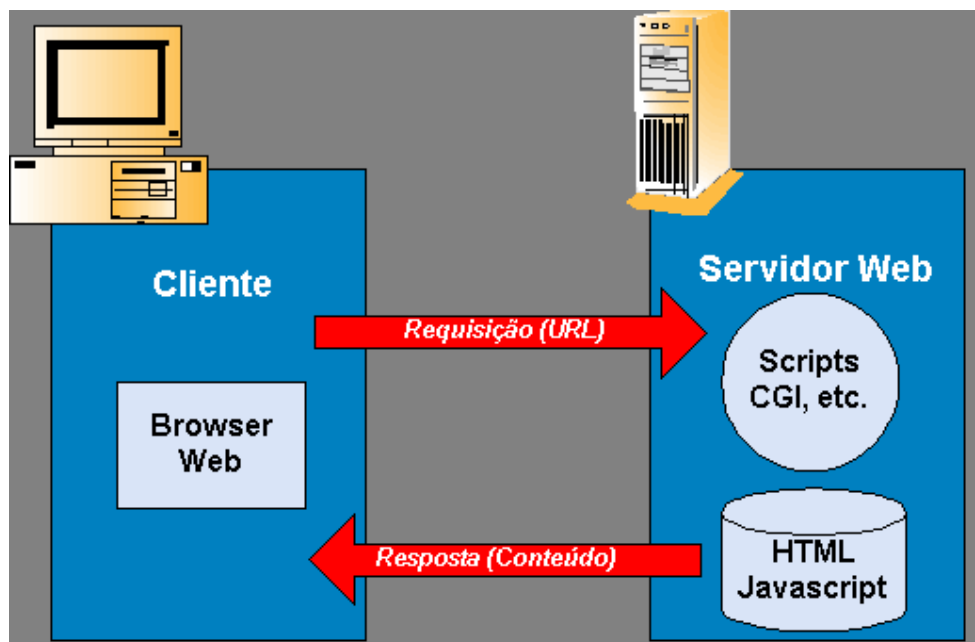 Cliente
Servidor Web
Requisição (URL)
Scripts
CGI, etc.
Browser
Web
Resposta (Conteúdo)
HTML
Javascript